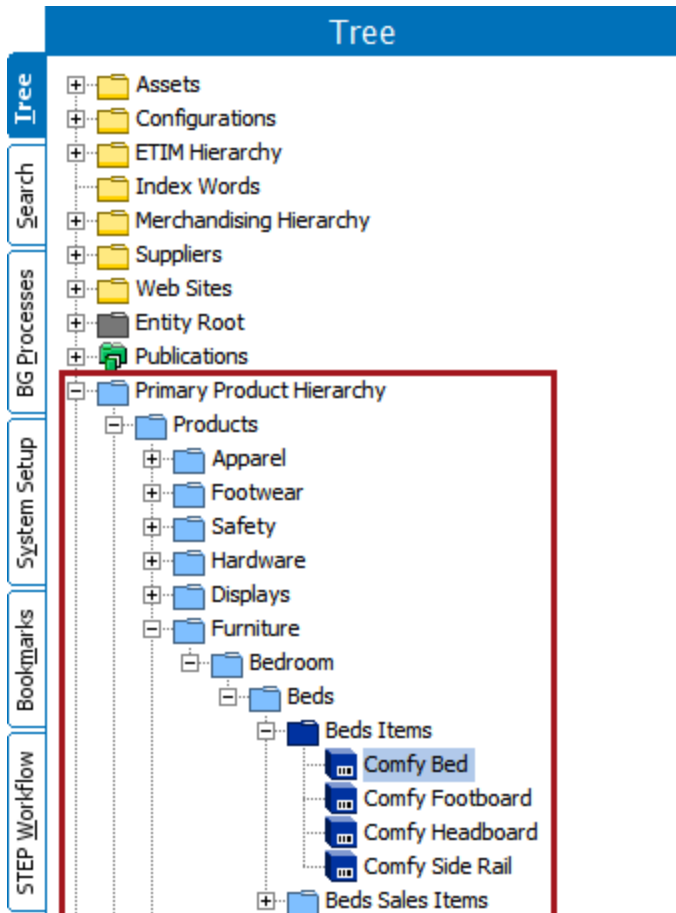 Tree
Tree
Search
BG Processes
System Setup
Bookmarks
STEP Workflow
Assets
Configurations
ETIM Hierarchy
Index Words
Merchandising Hierarchy
Suppliers
Web Sites
Entity Root
Publications
Primary Product Hierarchy
Products
Apparel
Footwear
Safety
Hardware
Displays
Furniture
Bedroom
Beds
Beds Items
Comfy Bed
Comfy Footboard
Comfy Headboard
Comfy Side Rail
Beds Sales Items